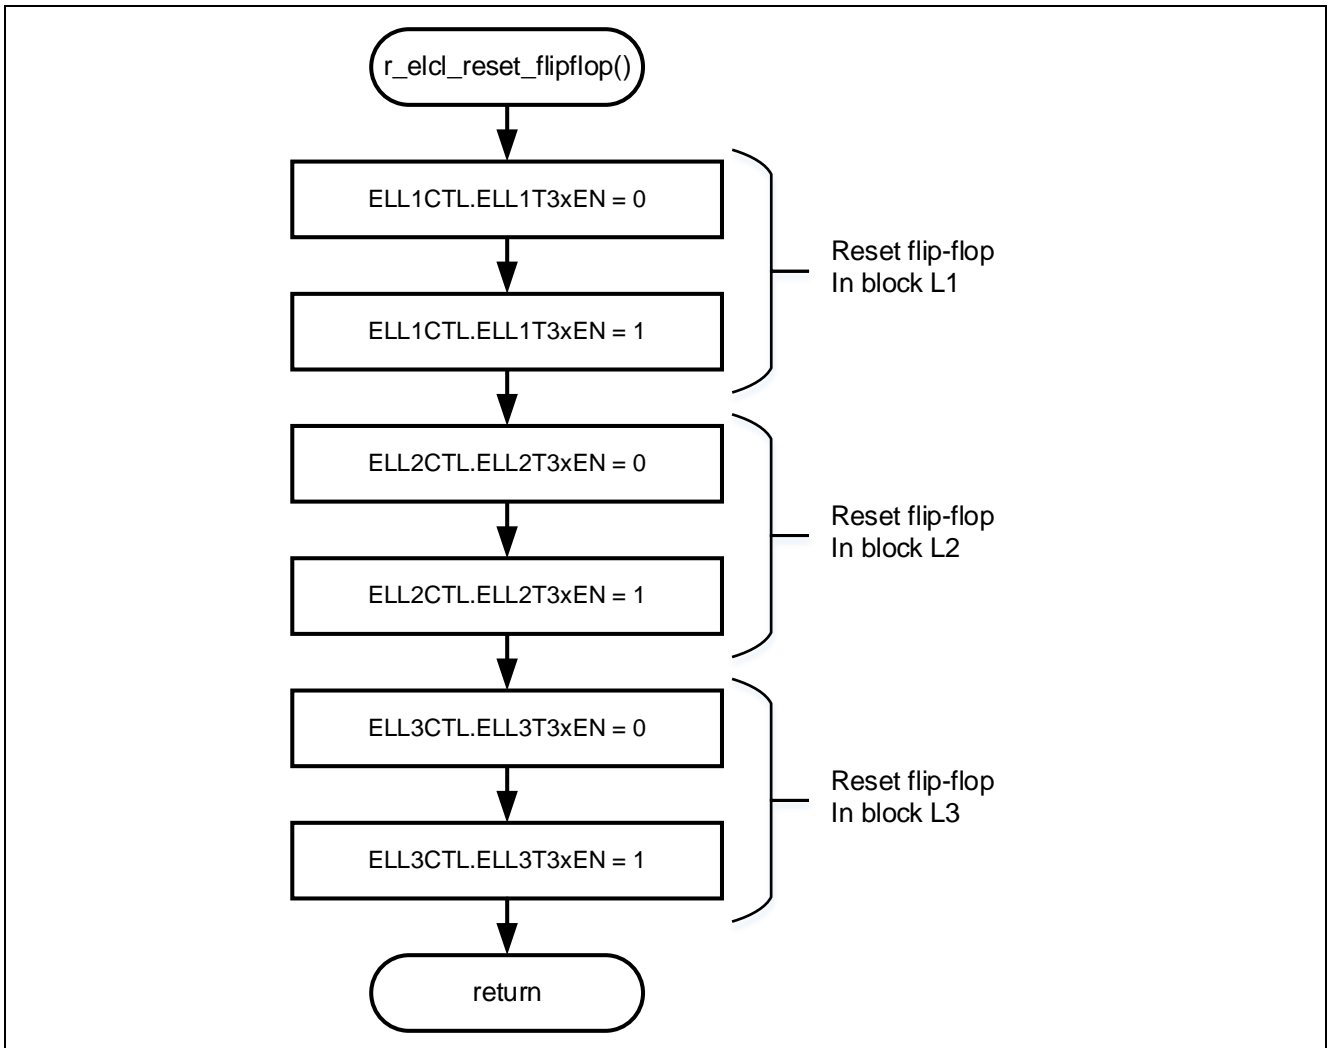 r_elcl_reset_flipflop()
ELL1CTL.ELL1T3xEN = 0
ELL1CTL.ELL1T3xEN = 1
Reset flip-flop
In block L1
ELL2CTL.ELL2T3xEN = 0
ELL2CTL.ELL2T3xEN = 1
Reset flip-flop
In block L2
ELL3CTL.ELL3T3xEN = 0
ELL3CTL.ELL3T3xEN = 1
Reset flip-flop
In block L3
return